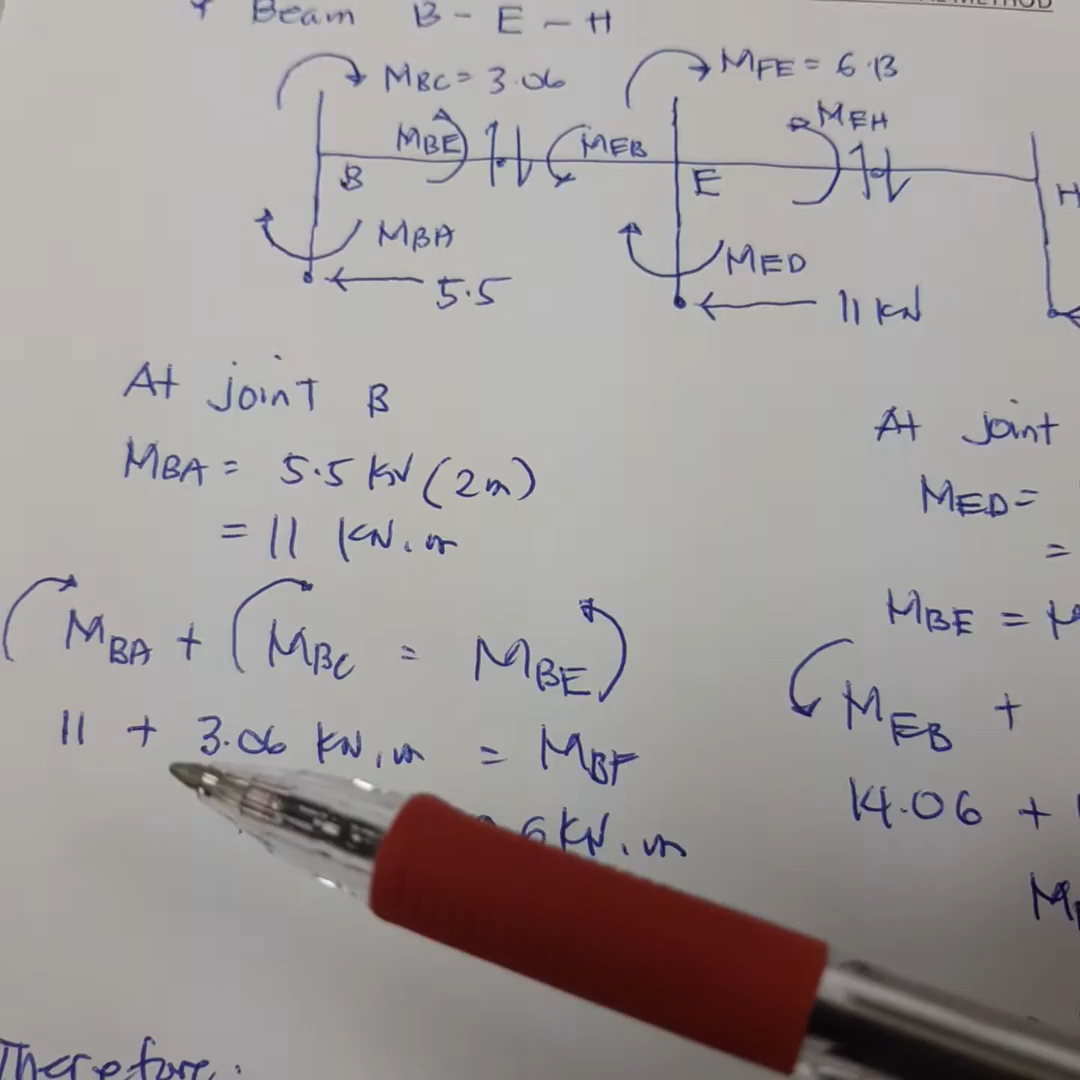 Beam B - E - H
MBC = 3.06
MFE = 6.13
MBE
MEB
MEH
B
E
H
MBA
MED
5.5
11 KN
At joint B
MBA = 5.5 KN (2m)
= 11 KN.m
MBA + MBC = MBE
11 + 3.06 KN.m = MBE
6 KN.m
At joint
MED =
=
MBE =
MEB +
14.06 +
Therefore:
METHOD